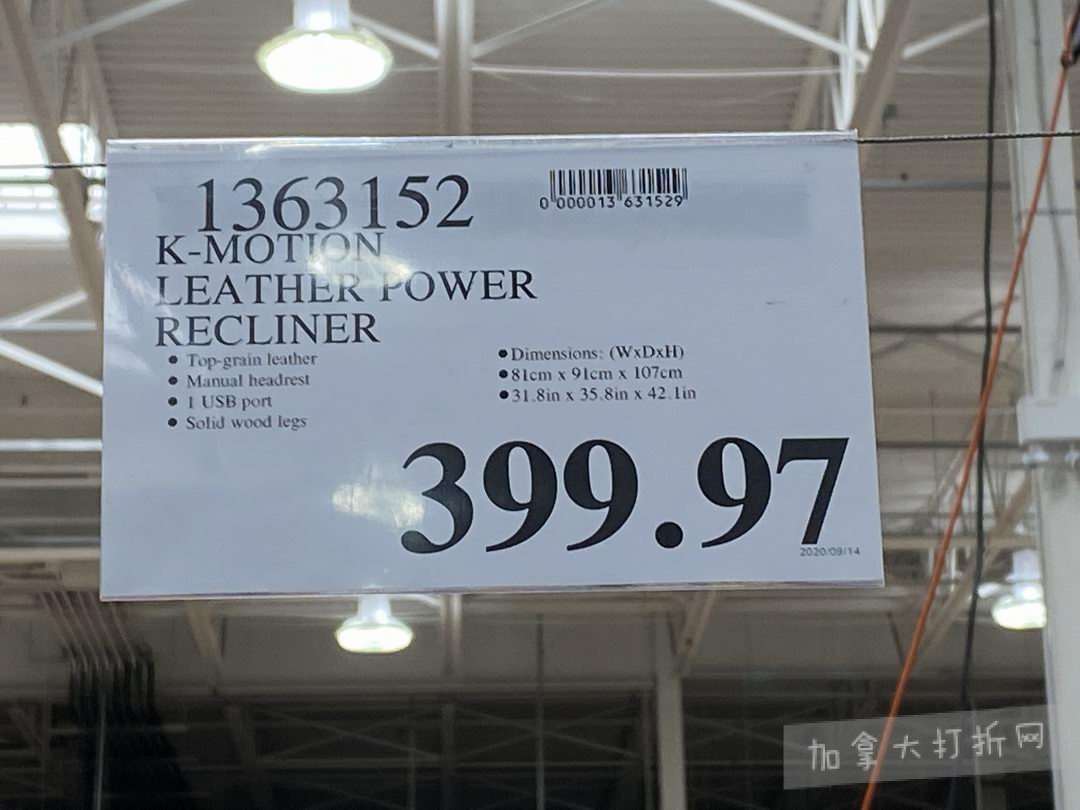 1363152
0 000013 631529
K-MOTION
LEATHER POWER
RECLINER
• Top-grain leather
• Manual headrest
• 1 USB port
• Solid wood legs
• Dimensions: (WxDxH)
• 81cm x 91cm x 107cm
• 31.8in x 35.8in x 42.1in
399.97
2020/09/14
加拿大打折网